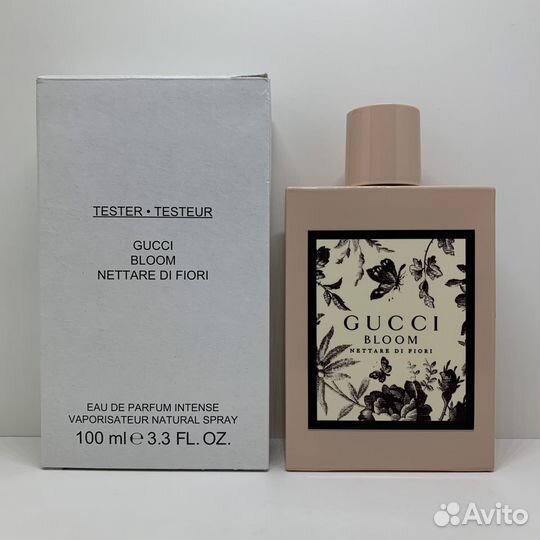 TESTER • TESTEUR
GUCCI
BLOOM
NETTARE DI FIORI
EAU DE PARFUM INTENSE
VAPORISATEUR NATURAL SPRAY
100 ml ℮ 3.3 FL. OZ.
GUCCI
BLOOM
NETTARE DI FIORI
Avito